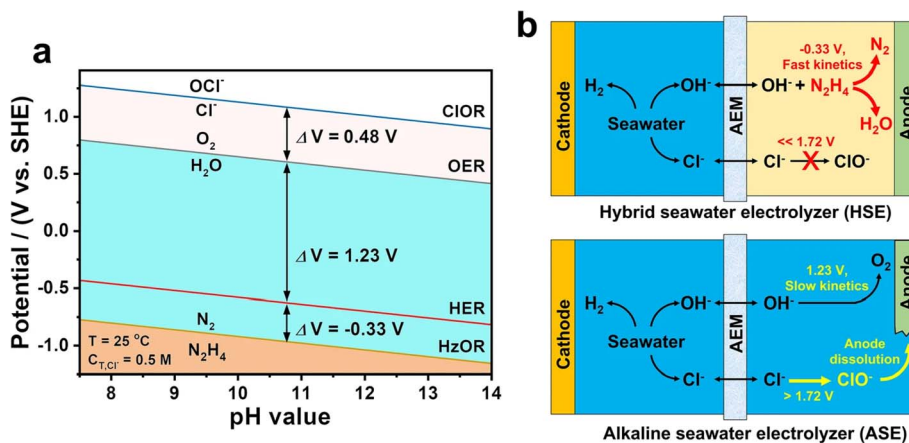 a
Potential / (V vs. SHE)
1.0
0.5
0.0
-0.5
-1.0
OCl⁻
Cl⁻
O₂
H₂O
ClOR
Δ V = 0.48 V
OER
Δ V = 1.23 V
HER
N₂
Δ V = -0.33 V
N₂H₄
HzOR
T = 25 °C
C_T,Cl⁻ = 0.5 M
8 9 10 11 12 13 14
pH value
b
Cathode
H₂
OH⁻
Seawater
Cl⁻
AEM
-0.33 V,
Fast kinetics
N₂
OH⁻ + N₂H₄
H₂O
<< 1.72 V
Cl⁻
X
ClO⁻
Anode
Hybrid seawater electrolyzer (HSE)
Cathode
H₂
OH⁻
Seawater
Cl⁻
AEM
1.23 V,
Slow kinetics
O₂
OH⁻
Anode
dissolution
Cl⁻
ClO⁻
> 1.72 V
Anode
Alkaline seawater electrolyzer (ASE)